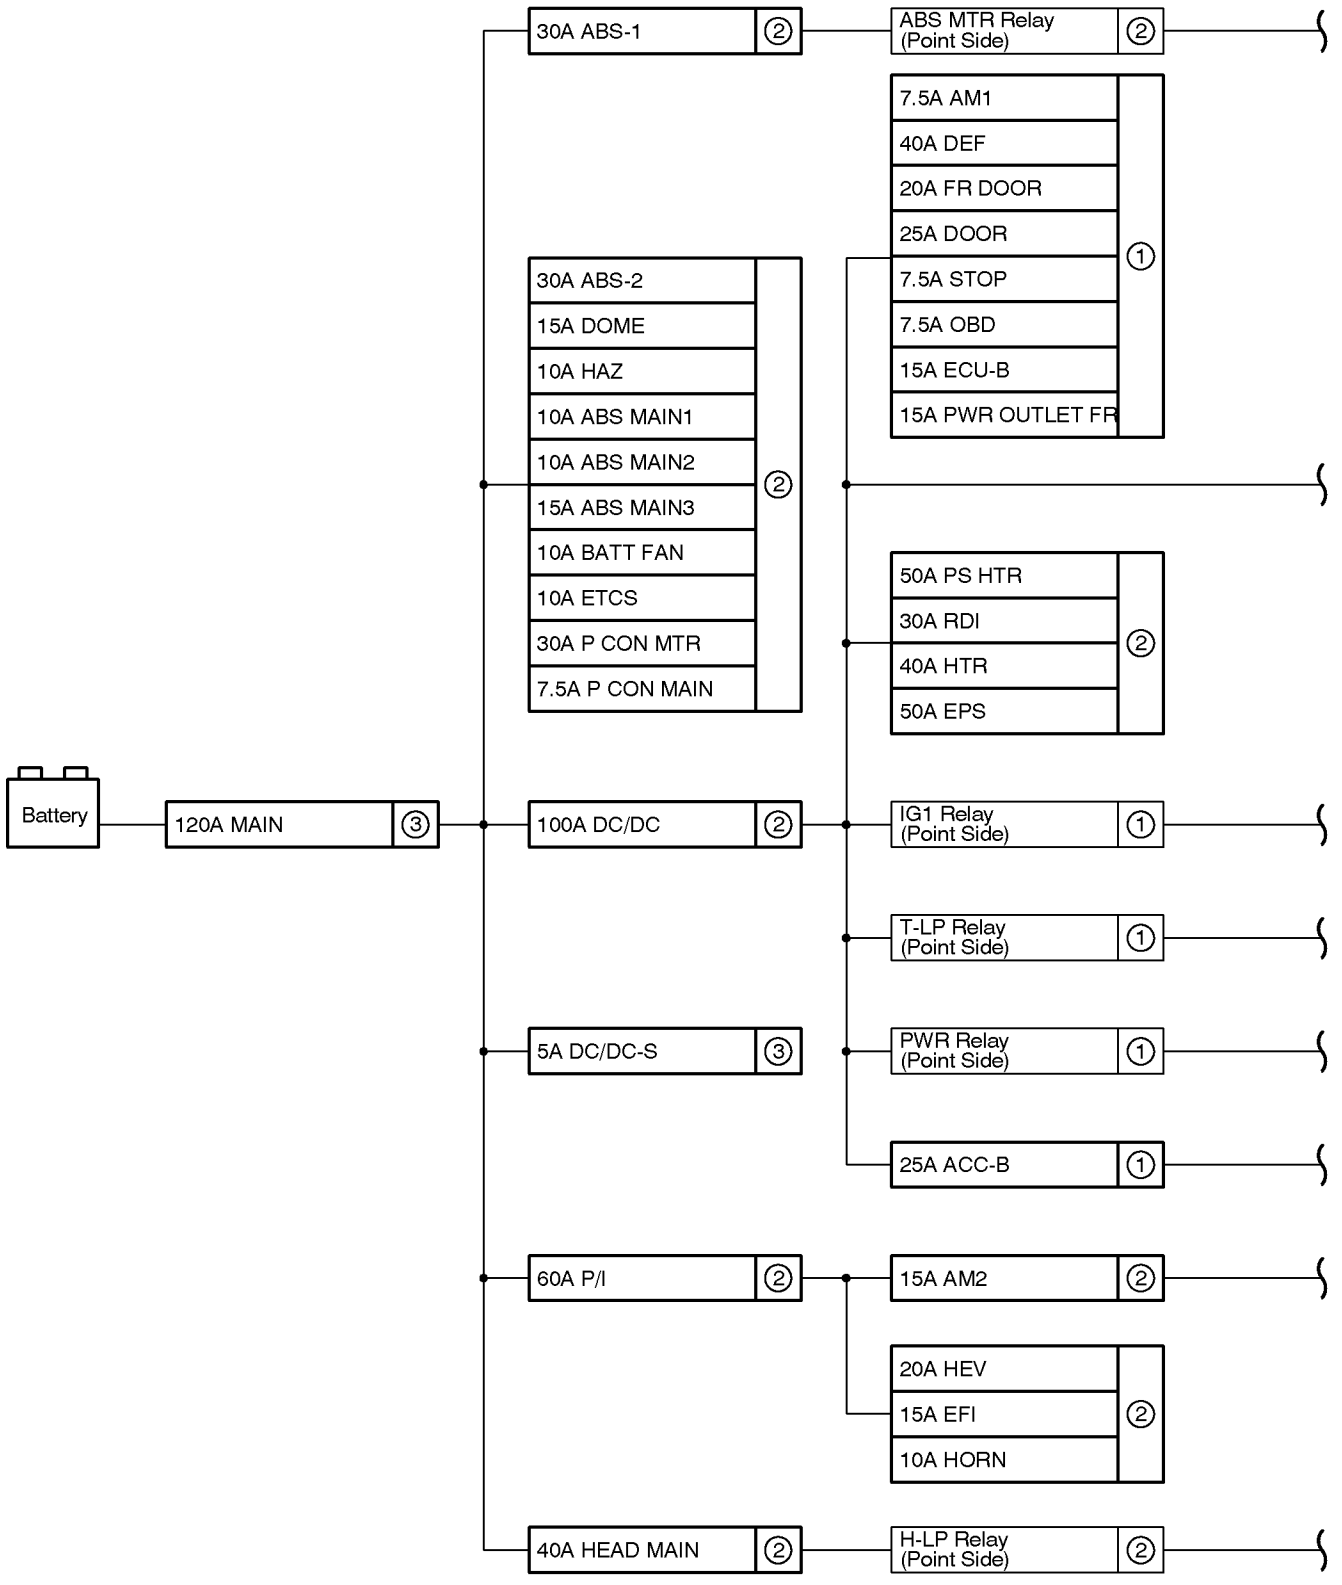 30A ABS-1 ②
ABS MTR Relay ②
(Point Side)
7.5A AM1
40A DEF
20A FR DOOR
25A DOOR
①
7.5A STOP
7.5A OBD
15A ECU-B
15A PWR OUTLET FR
30A ABS-2
15A DOME
10A HAZ
10A ABS MAIN1
10A ABS MAIN2
②
15A ABS MAIN3
10A BATT FAN
10A ETCS
30A P CON MTR
7.5A P CON MAIN
50A PS HTR
30A RDI
②
40A HTR
50A EPS
Battery
120A MAIN ③
100A DC/DC ②
IG1 Relay ①
(Point Side)
T-LP Relay ①
(Point Side)
5A DC/DC-S ③
PWR Relay ①
(Point Side)
25A ACC-B ①
60A P/I ②
15A AM2 ②
20A HEV
15A EFI ②
10A HORN
40A HEAD MAIN ②
H-LP Relay ②
(Point Side)